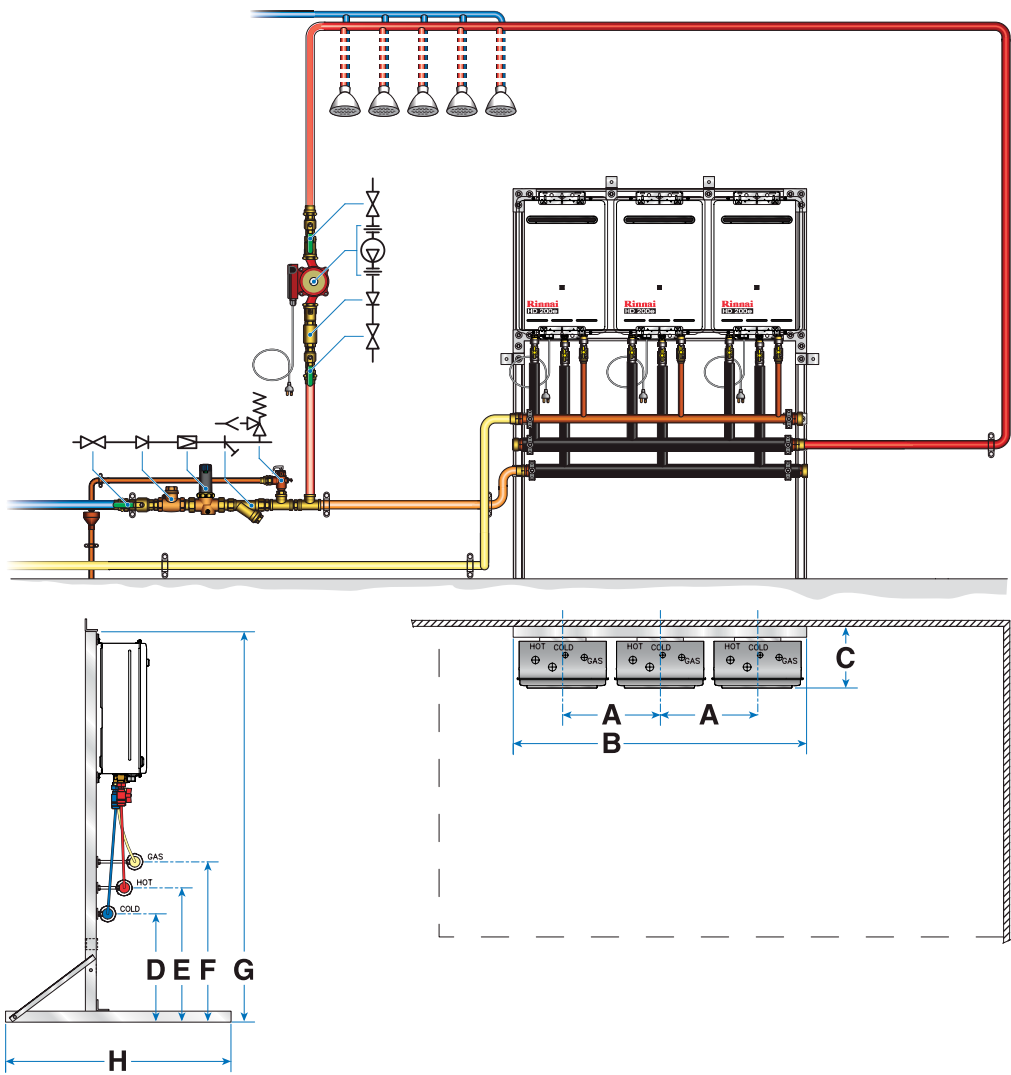 Rinnai
HD 200e
Rinnai
HD 200e
Rinnai
HD 200e
HOT COLD GAS
HOT COLD GAS
HOT COLD GAS
C
A A
B
GAS
HOT
COLD
D E F G
H